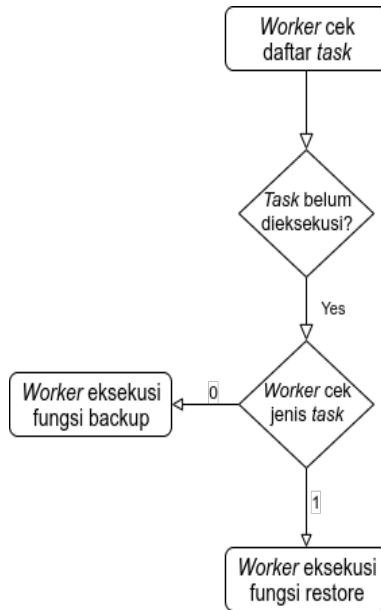 Worker cek
daftar task
Task belum
dieksekusi?
Yes
Worker cek
jenis task
0
Worker eksekusi
fungsi backup
1
Worker eksekusi
fungsi restore